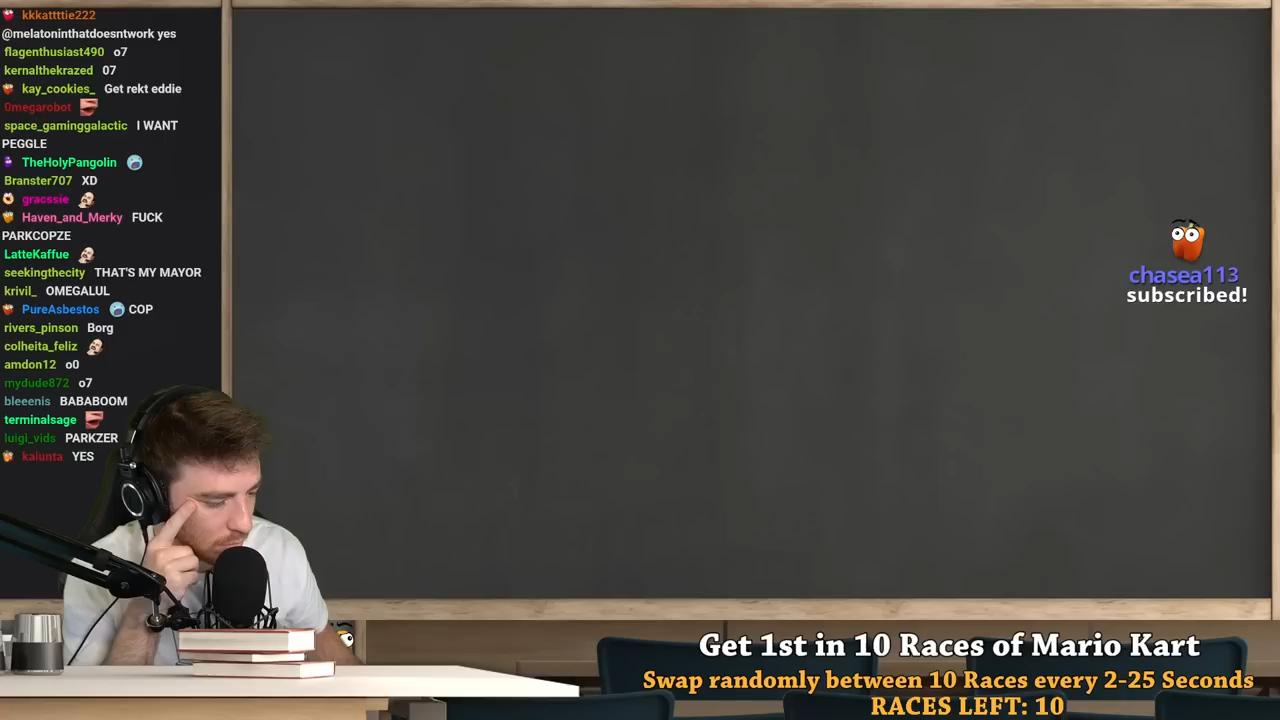 kkkattttie222
@melatoninthatdoesntwork yes
flagenthusiast490 o7
kernalthekrazed 07
kay_cookies_ Get rekt eddie
0megarobot
space_gaminggalactic I WANT
PEGGLE
TheHolyPangolin
Branster707 XD
gracssie
Haven_and_Merky FUCK
PARKCOPZE
LatteKaffue
seekingthecity THAT'S MY MAYOR
krivil_ OMEGALUL
PureAsbestos COP
rivers_pinson Borg
colheita_feliz
amdon12 o0
mydude872 o7
bleeenis BABABOOM
terminalsage
luigi_vids PARKZER
kaiunta YES
chasea113
subscribed!
Get 1st in 10 Races of Mario Kart
Swap randomly between 10 Races every 2-25 Seconds
RACES LEFT: 10